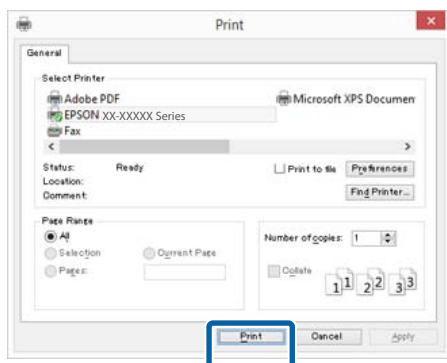 Print
General
Select Printer
Adobe PDF
Microsoft XPS Documen
EPSON XX-XXXXX Series
Fax
Status: Ready
Print to file
Preferences
Location:
Comment:
Find Printer...
Page Range
All
Selection
Current Page
Pages:
Number of copies: 1
Collate
1 1 2 2 3 3
Print
Cancel
Apply